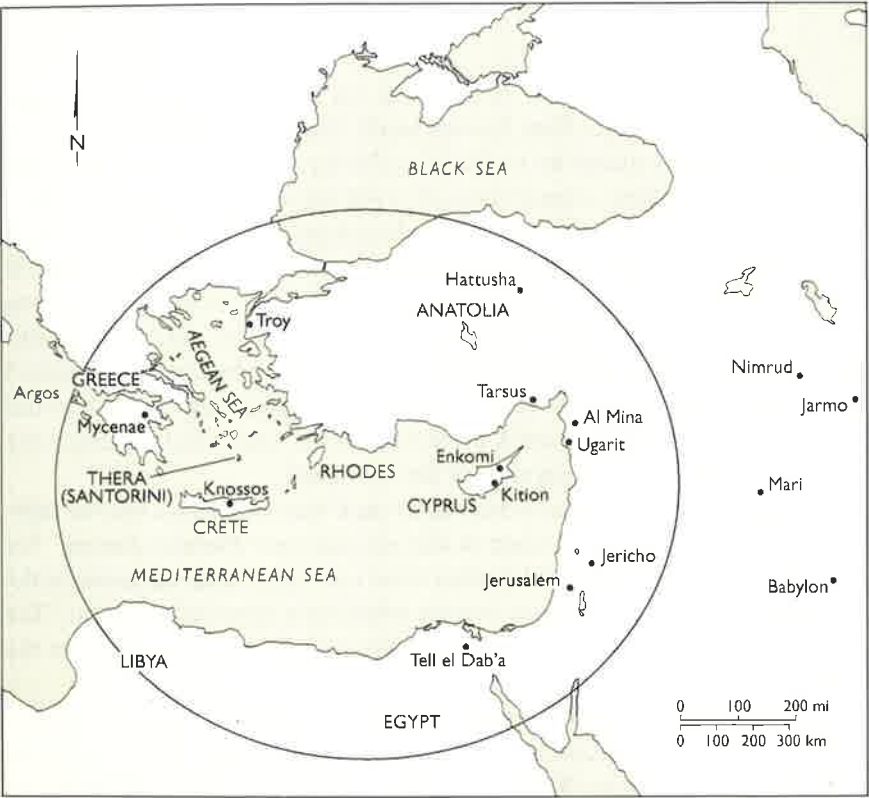 N
BLACK SEA
Hattusha
ANATOLIA
Troy
AEGEAN SEA
GREECE
Argos
Mycenae
Nimrud
Jarmo
Tarsus
Al Mina
Ugarit
Enkomi
Kition
CYPRUS
RHODES
THERA
(SANTORINI)
Knossos
CRETE
Mari
Jericho
Jerusalem
Babylon
MEDITERRANEAN SEA
LIBYA
Tell el Dab'a
EGYPT
0 100 200 mi
0 100 200 300 km